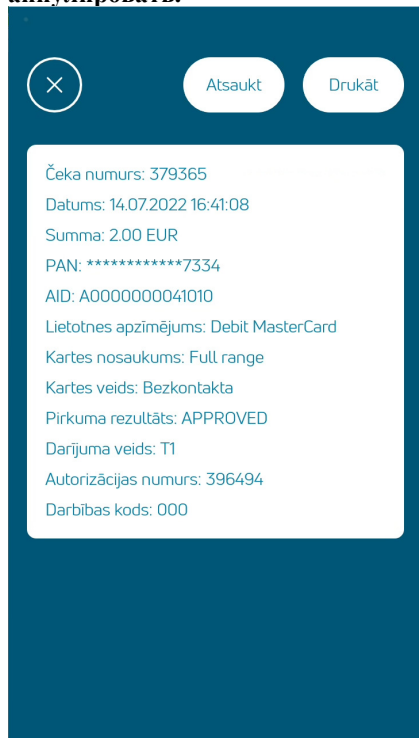 аннулировать.
Atsaukt
Drukāt
Čeka numurs: 379365
Datums: 14.07.2022 16:41:08
Summa: 2.00 EUR
PAN: ************7334
AID: A0000000041010
Lietotnes apzīmējums: Debit MasterCard
Kartes nosaukums: Full range
Kartes veids: Bezkontakta
Pirkuma rezultāts: APPROVED
Darījuma veids: T1
Autorizācijas numurs: 396494
Darbības kods: 000